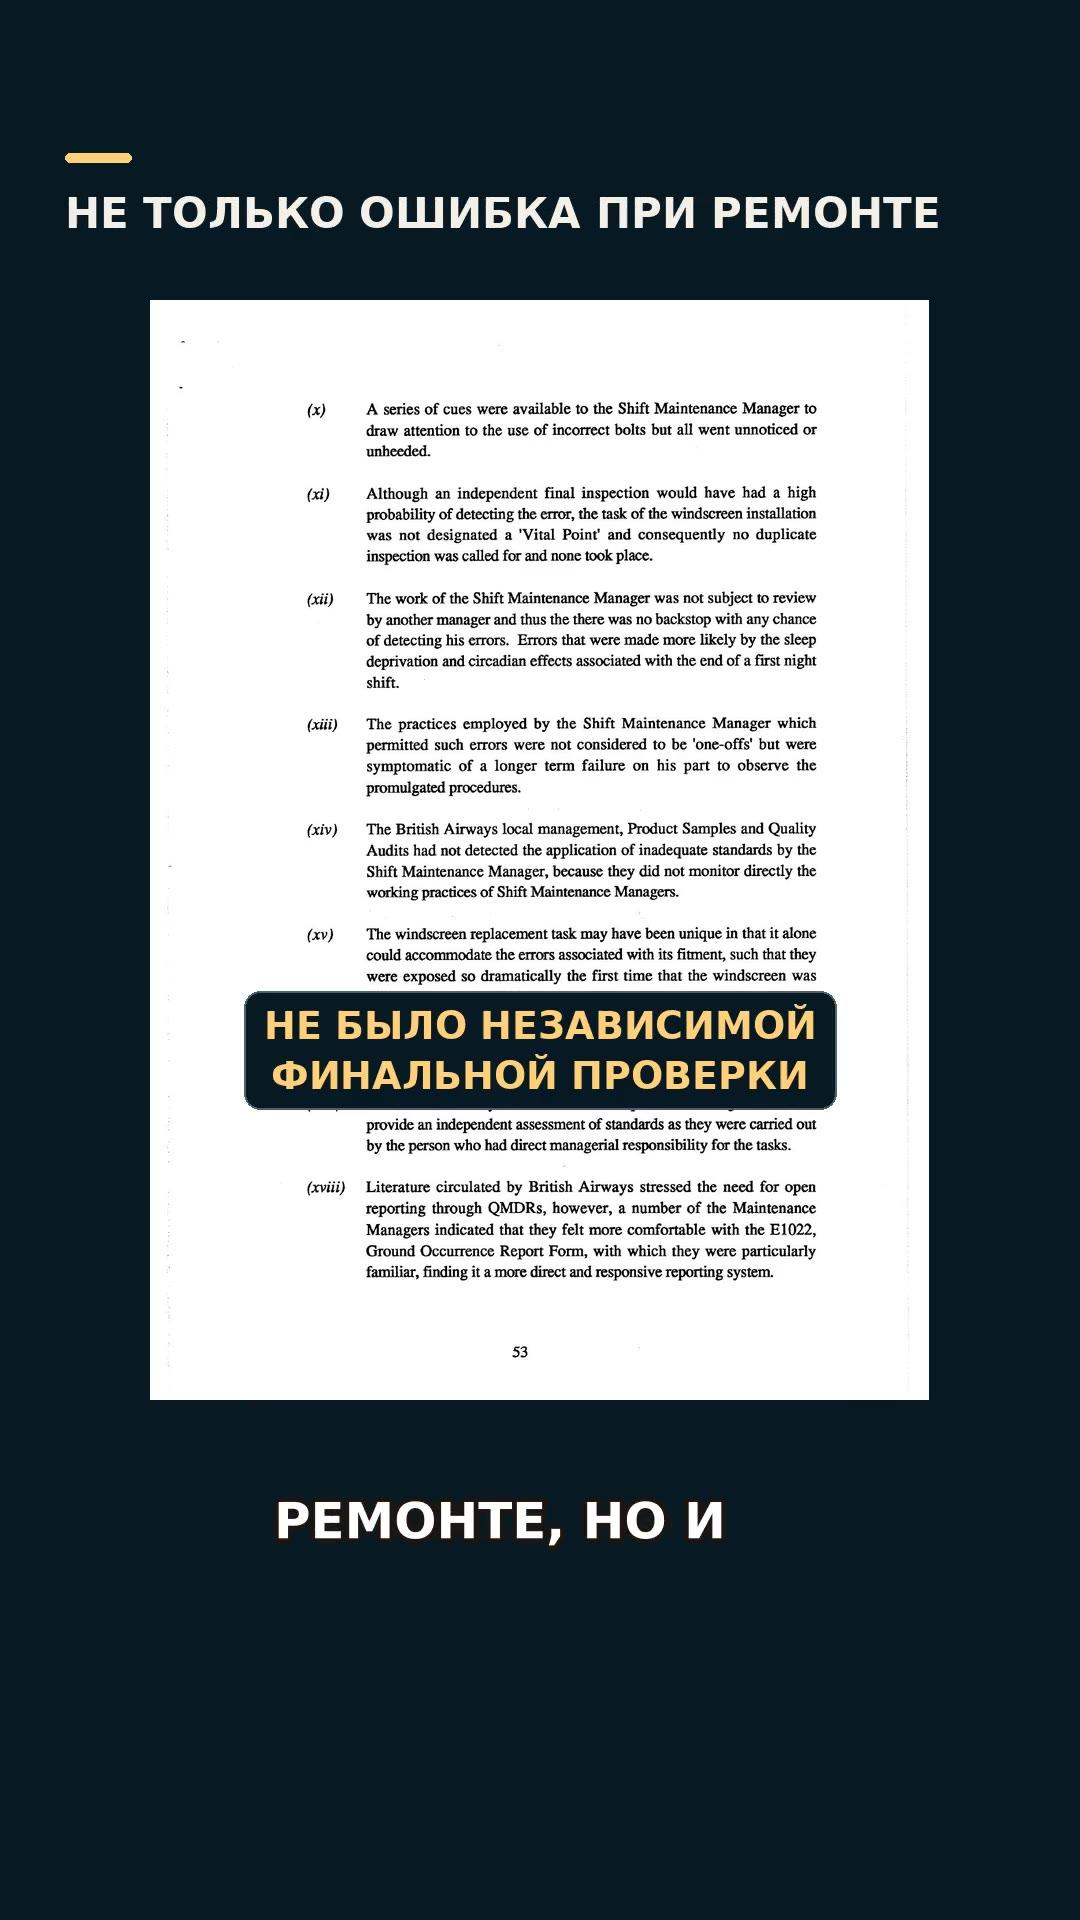 НЕ ТОЛЬКО ОШИБКА ПРИ РЕМОНТЕ
(x) A series of cues were available to the Shift Maintenance Manager to
draw attention to the use of incorrect bolts but all went unnoticed or
unheeded.
(xi) Although an independent final inspection would have had a high
probability of detecting the error, the task of the windscreen installation
was not designated a 'Vital Point' and consequently no duplicate
inspection was called for and none took place.
(xii) The work of the Shift Maintenance Manager was not subject to review
by another manager and thus the there was no backstop with any chance
of detecting his errors. Errors that were made more likely by the sleep
deprivation and circadian effects associated with the end of a first night
shift.
(xiii) The practices employed by the Shift Maintenance Manager which
permitted such errors were not considered to be 'one-offs' but were
symptomatic of a longer term failure on his part to observe the
promulgated procedures.
(xiv) The British Airways local management, Product Samples and Quality
Audits had not detected the application of inadequate standards by the
Shift Maintenance Manager, because they did not monitor directly the
working practices of Shift Maintenance Managers.
(xv) The windscreen replacement task may have been unique in that it alone
could accommodate the errors associated with its fitment, such that they
were exposed so dramatically the first time that the windscreen was
НЕ БЫЛО НЕЗАВИСИМОЙ
ФИНАЛЬНОЙ ПРОВЕРКИ
provide an independent assessment of standards as they were carried out
by the person who had direct managerial responsibility for the tasks.
(xviii) Literature circulated by British Airways stressed the need for open
reporting through QMDRs, however, a number of the Maintenance
Managers indicated that they felt more comfortable with the E1022,
Ground Occurrence Report Form, with which they were particularly
familiar, finding it a more direct and responsive reporting system.
53
РЕМОНТЕ, НО И